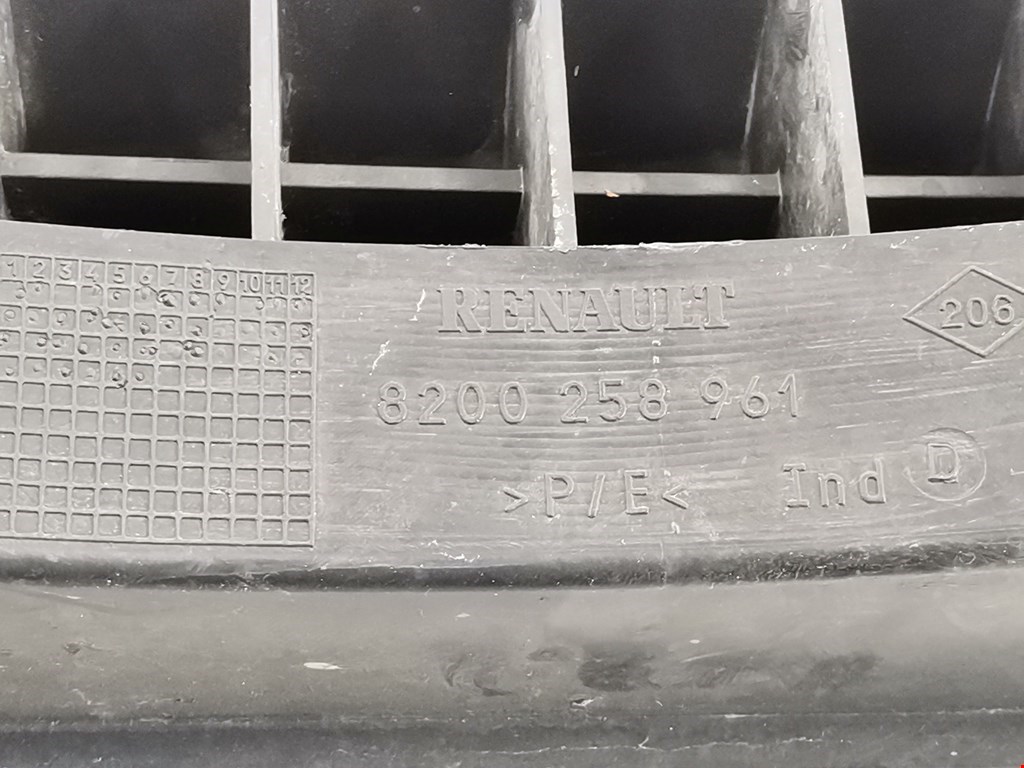 1 2 3 4 5 6 7 8 9 10 11 12
RENAULT
206
8200 258 961
>P/E<
Ind D